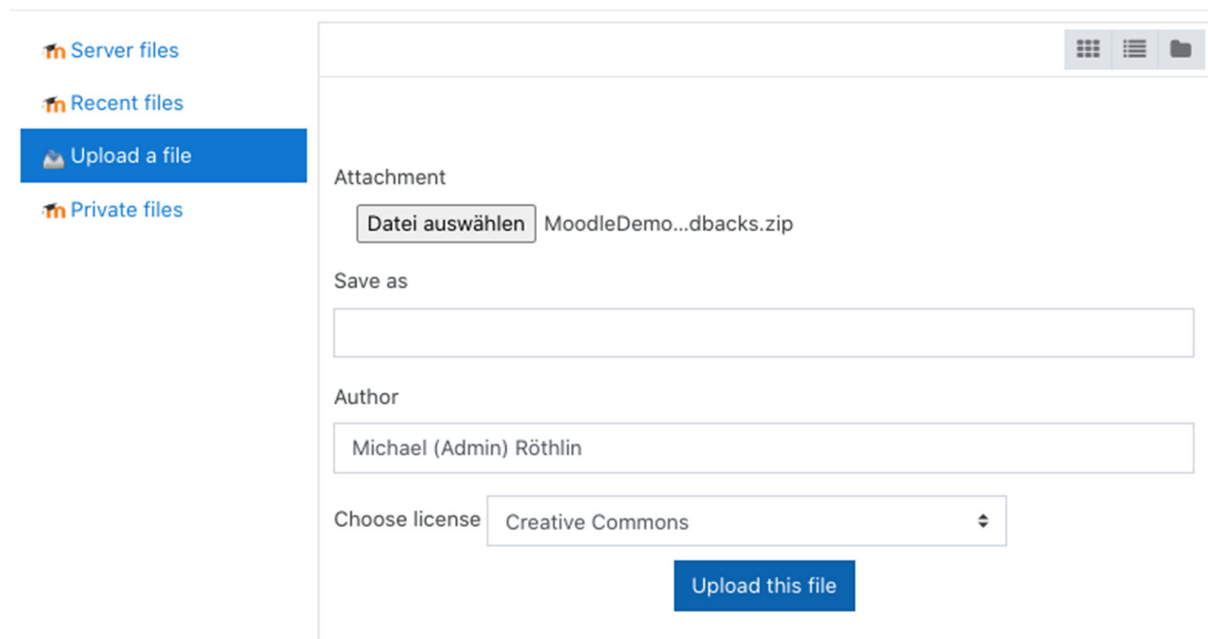 Server files
Recent files
Upload a file
Private files
Attachment
Datei auswählen MoodleDemo...dbacks.zip
Save as
Author
Michael (Admin) Röthlin
Choose license Creative Commons
Upload this file